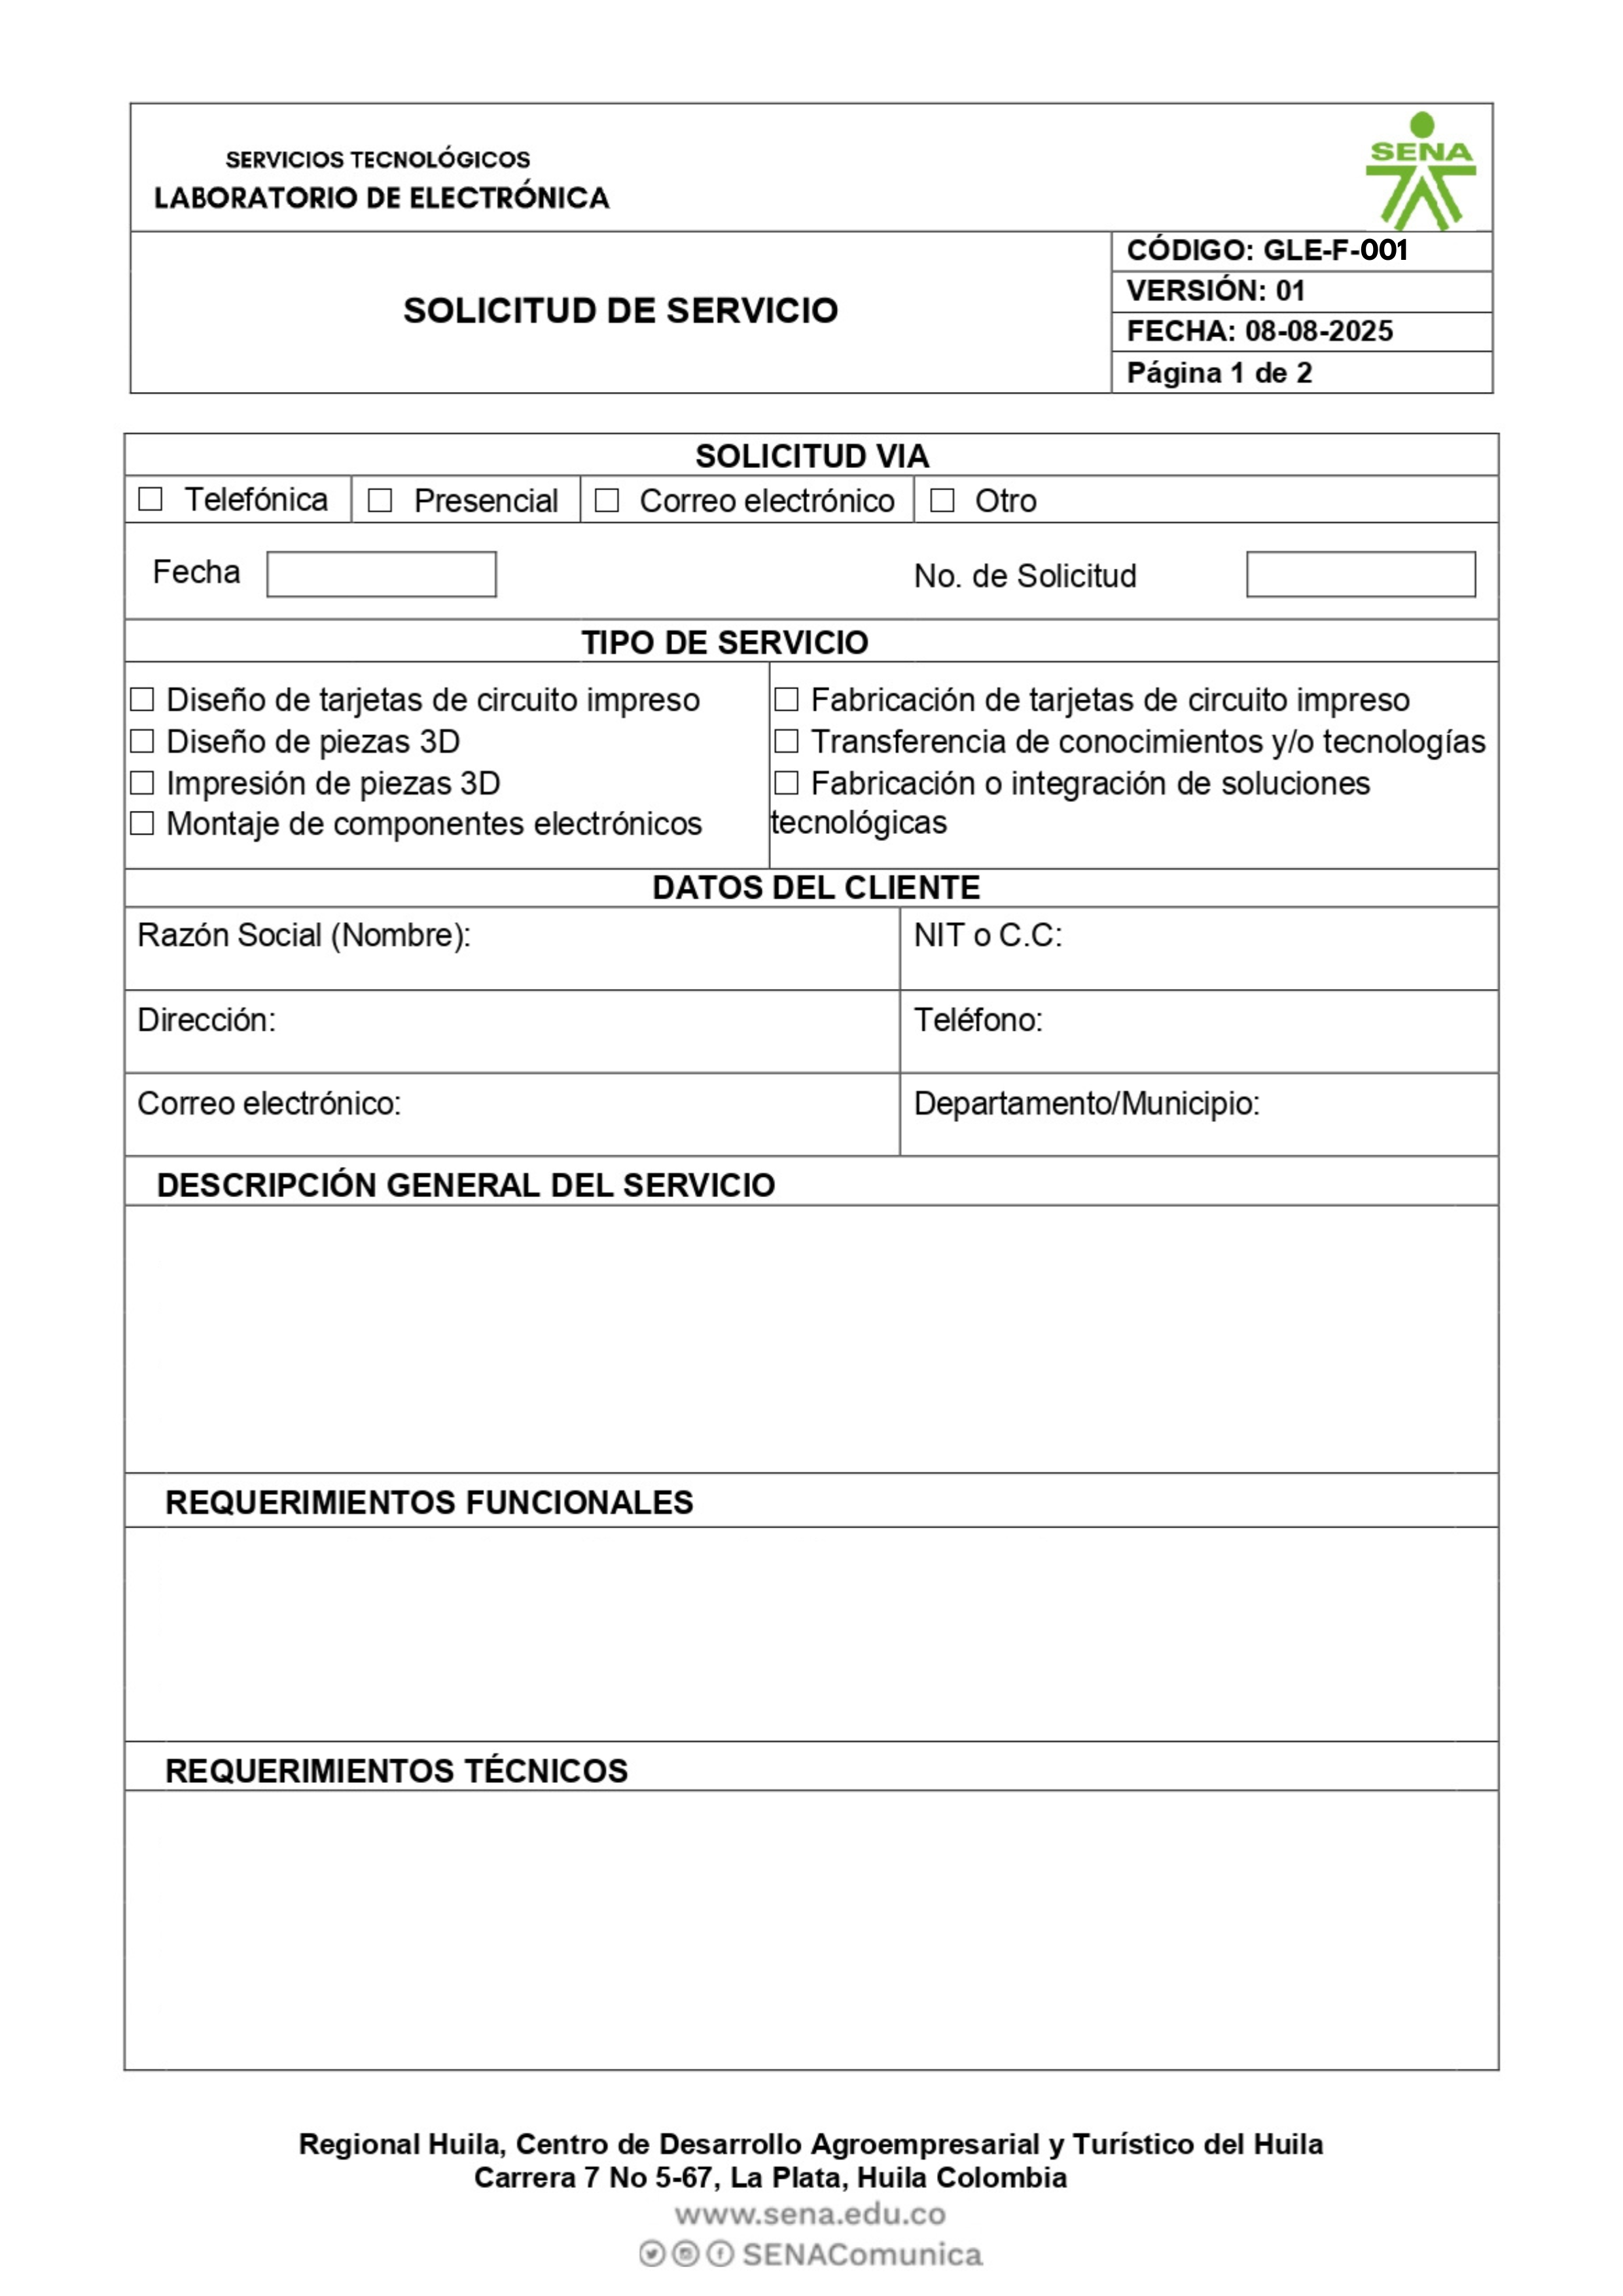 SERVICIOS TECNOLÓGICOS
LABORATORIO DE ELECTRÓNICA
SENA
SOLICITUD DE SERVICIO
CÓDIGO: GLE-F-001
VERSIÓN: 01
FECHA: 08-08-2025
Página 1 de 2
SOLICITUD VIA
☐ Telefónica ☐ Presencial ☐ Correo electrónico ☐ Otro
Fecha No. de Solicitud
TIPO DE SERVICIO
☐ Diseño de tarjetas de circuito impreso
☐ Diseño de piezas 3D
☐ Impresión de piezas 3D
☐ Montaje de componentes electrónicos
☐ Fabricación de tarjetas de circuito impreso
☐ Transferencia de conocimientos y/o tecnologías
☐ Fabricación o integración de soluciones
tecnológicas
DATOS DEL CLIENTE
Razón Social (Nombre): NIT o C.C:
Dirección: Teléfono:
Correo electrónico: Departamento/Municipio:
DESCRIPCIÓN GENERAL DEL SERVICIO
REQUERIMIENTOS FUNCIONALES
REQUERIMIENTOS TÉCNICOS
Regional Huila, Centro de Desarrollo Agroempresarial y Turístico del Huila
Carrera 7 No 5-67, La Plata, Huila Colombia
www.sena.edu.co
SENAComunica